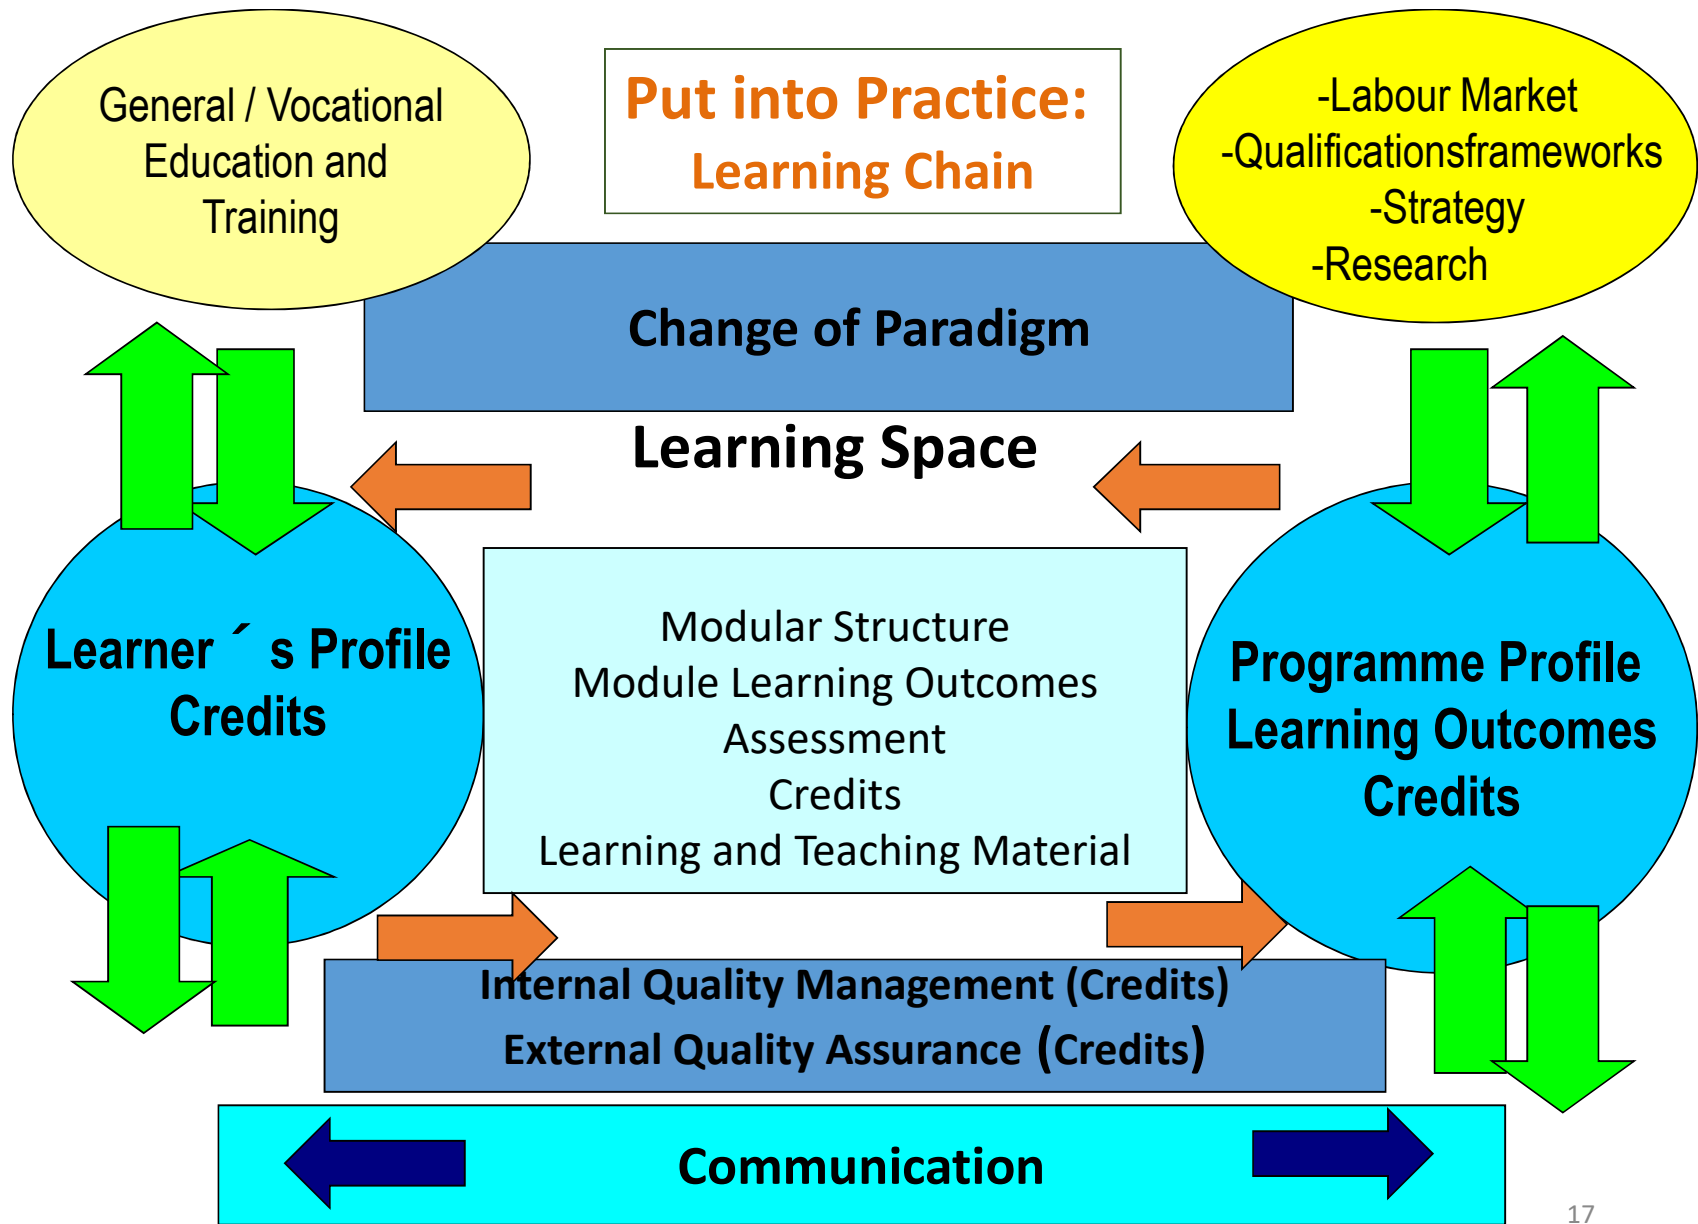 General / Vocational
Education and
Training
Put into Practice:
Learning Chain
-Labour Market
-Qualificationsframeworks
-Strategy
-Research
Change of Paradigm
Learning Space
Learner ´ s Profile
Credits
Modular Structure
Module Learning Outcomes
Assessment
Credits
Learning and Teaching Material
Programme Profile
Learning Outcomes
Credits
Internal Quality Management (Credits)
External Quality Assurance (Credits)
Communication
17